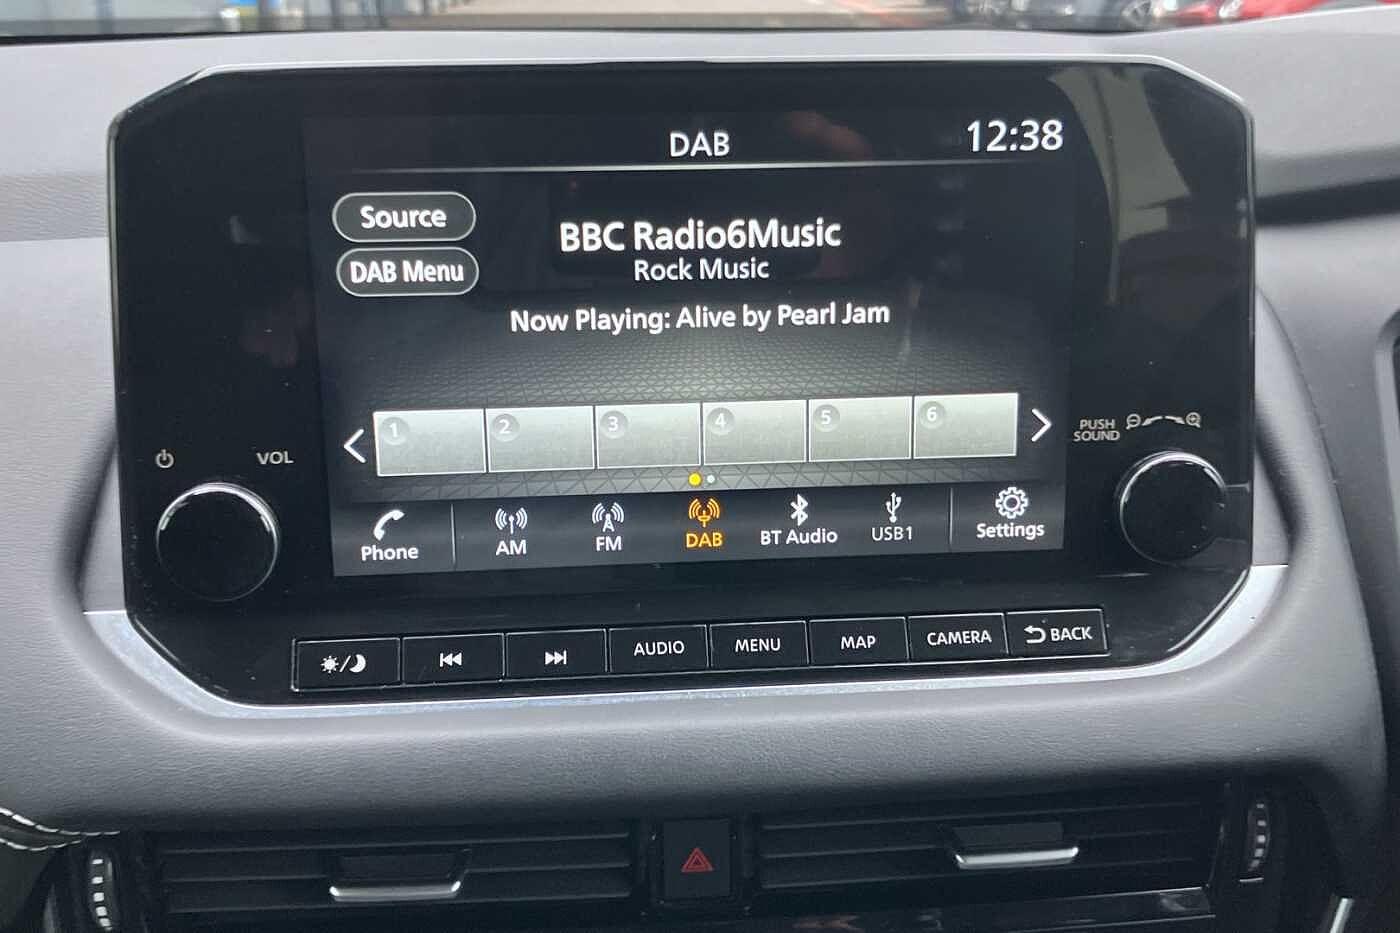 DAB
12:38
Source
DAB Menu
BBC Radio6Music
Rock Music
Now Playing: Alive by Pearl Jam
1 2 3 4 5 6
VOL
PUSH
SOUND
Phone AM FM DAB BT Audio USB1 Settings
AUDIO MENU MAP CAMERA BACK